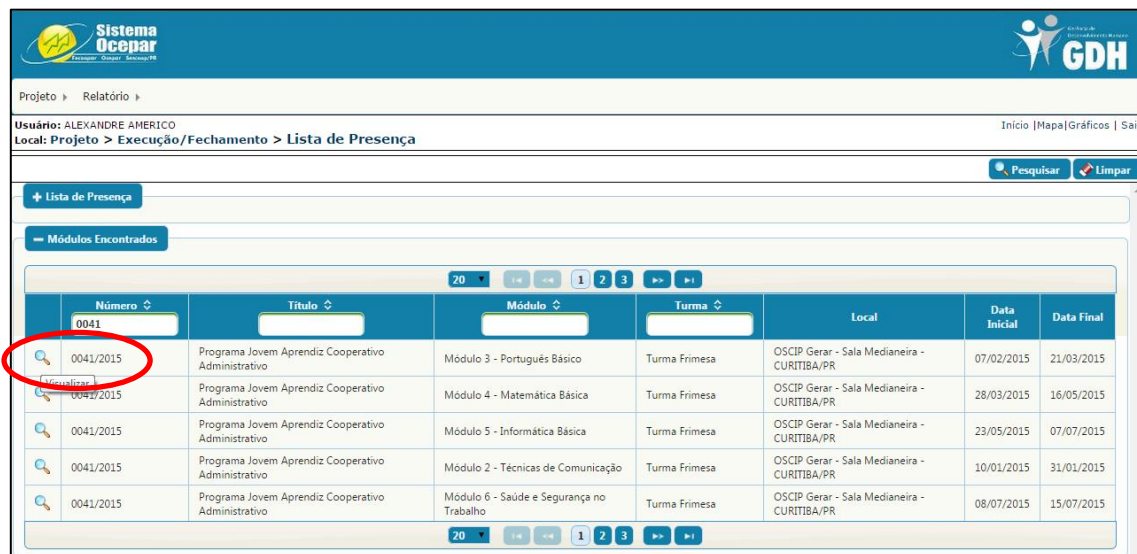 Sistema
Ocepar
Fecoopar Ocepar Sescoop/PR
GDH
Projeto Relatório
Usuário: ALEXANDRE AMERICO
Início |Mapa|Gráficos | Sai
Local: Projeto > Execução/Fechamento > Lista de Presença
Pesquisar Limpar
Lista de Presença
Módulos Encontrados
20 1 2 3
Número Título Módulo Turma Local Data Inicial Data Final
0041
0041/2015 Programa Jovem Aprendiz Cooperativo Administrativo Módulo 3 - Português Básico Turma Frimesa OSCIP Gerar - Sala Medianeira - CURITIBA/PR 07/02/2015 21/03/2015
Visualizar
0041/2015 Programa Jovem Aprendiz Cooperativo Administrativo Módulo 4 - Matemática Básica Turma Frimesa OSCIP Gerar - Sala Medianeira - CURITIBA/PR 28/03/2015 16/05/2015
0041/2015 Programa Jovem Aprendiz Cooperativo Administrativo Módulo 5 - Informática Básica Turma Frimesa OSCIP Gerar - Sala Medianeira - CURITIBA/PR 23/05/2015 07/07/2015
0041/2015 Programa Jovem Aprendiz Cooperativo Administrativo Módulo 2 - Técnicas de Comunicação Turma Frimesa OSCIP Gerar - Sala Medianeira - CURITIBA/PR 10/01/2015 31/01/2015
0041/2015 Programa Jovem Aprendiz Cooperativo Administrativo Módulo 6 - Saúde e Segurança no Trabalho Turma Frimesa OSCIP Gerar - Sala Medianeira - CURITIBA/PR 08/07/2015 15/07/2015
20 1 2 3